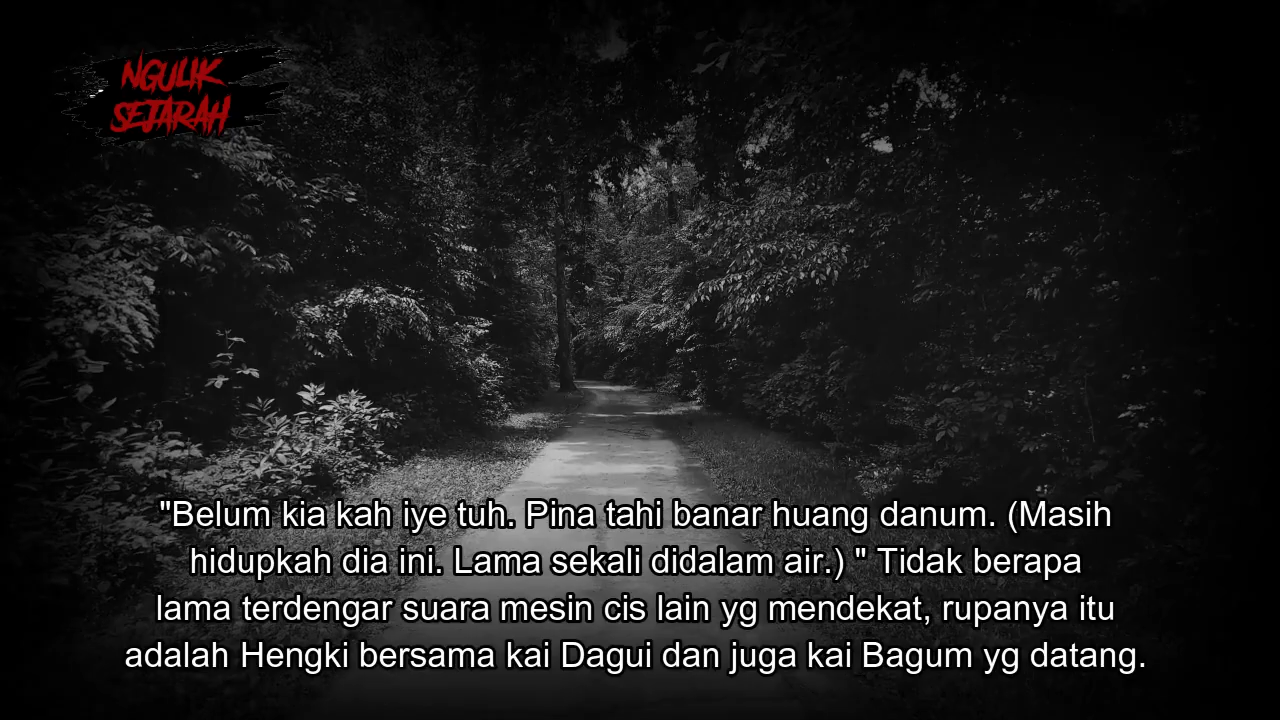 NGULIK
SEJARAH
"Belum kia kah iye tuh. Pina tahi banar huang danum. (Masih
hidupkah dia ini. Lama sekali didalam air.) " Tidak berapa
lama terdengar suara mesin cis lain yg mendekat, rupanya itu
adalah Hengki bersama kai Dagui dan juga kai Bagum yg datang.